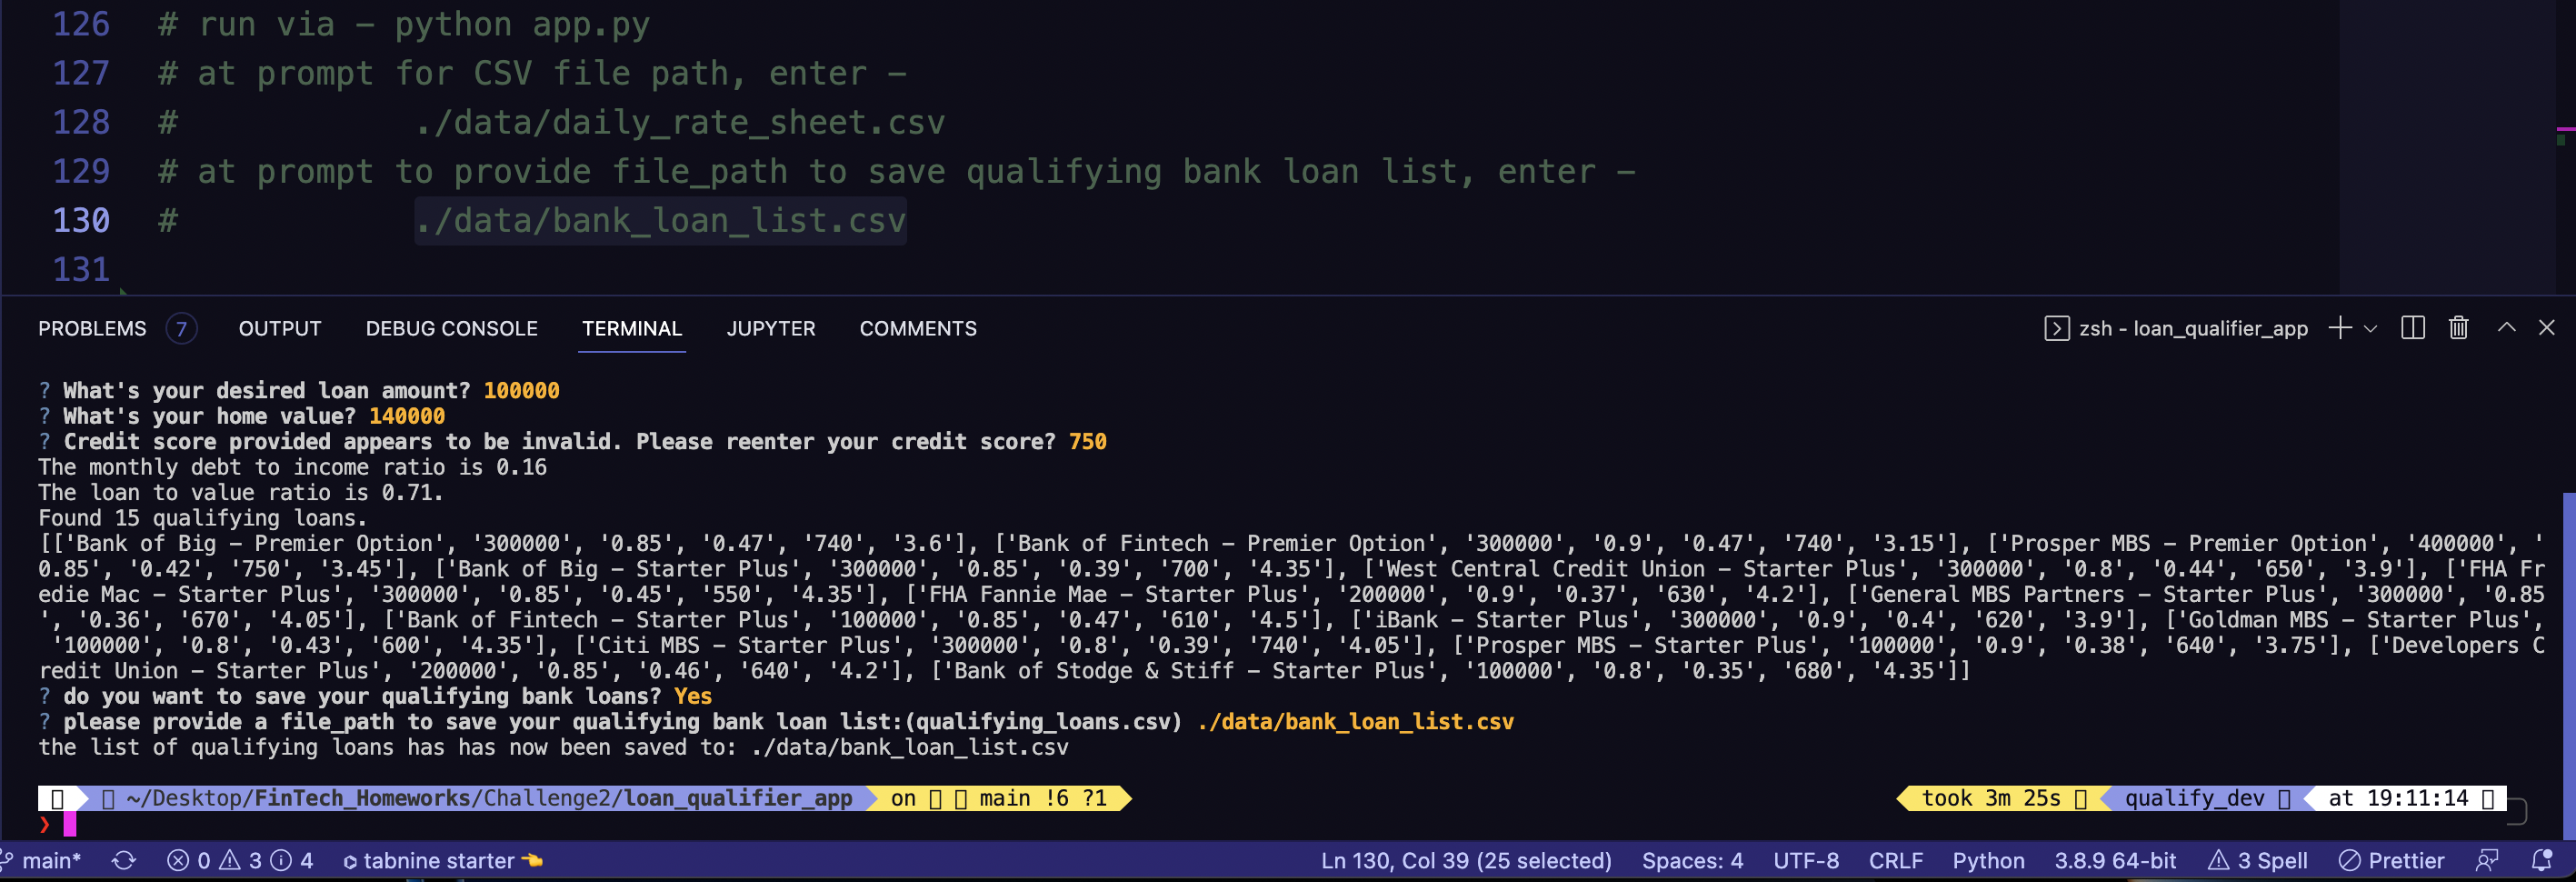 126 # run via – python app.py
127 # at prompt for CSV file path, enter –
128 # ./data/daily_rate_sheet.csv
129 # at prompt to provide file_path to save qualifying bank loan list, enter –
130 # ./data/bank_loan_list.csv
131
PROBLEMS 7 OUTPUT DEBUG CONSOLE TERMINAL JUPYTER COMMENTS zsh - loan_qualifier_app
? What's your desired loan amount? 100000
? What's your home value? 140000
? Credit score provided appears to be invalid. Please reenter your credit score? 750
The monthly debt to income ratio is 0.16
The loan to value ratio is 0.71.
Found 15 qualifying loans.
[['Bank of Big – Premier Option', '300000', '0.85', '0.47', '740', '3.6'], ['Bank of Fintech – Premier Option', '300000', '0.9', '0.47', '740', '3.15'], ['Prosper MBS – Premier Option', '400000', '
0.85', '0.42', '750', '3.45'], ['Bank of Big – Starter Plus', '300000', '0.85', '0.39', '700', '4.35'], ['West Central Credit Union – Starter Plus', '300000', '0.8', '0.44', '650', '3.9'], ['FHA Fr
edie Mac – Starter Plus', '300000', '0.85', '0.45', '550', '4.35'], ['FHA Fannie Mae – Starter Plus', '200000', '0.9', '0.37', '630', '4.2'], ['General MBS Partners – Starter Plus', '300000', '0.85
', '0.36', '670', '4.05'], ['Bank of Fintech – Starter Plus', '100000', '0.85', '0.47', '610', '4.5'], ['iBank – Starter Plus', '300000', '0.9', '0.4', '620', '3.9'], ['Goldman MBS – Starter Plus',
'100000', '0.8', '0.43', '600', '4.35'], ['Citi MBS – Starter Plus', '300000', '0.8', '0.39', '740', '4.05'], ['Prosper MBS – Starter Plus', '100000', '0.9', '0.38', '640', '3.75'], ['Developers C
redit Union – Starter Plus', '200000', '0.85', '0.46', '640', '4.2'], ['Bank of Stodge & Stiff – Starter Plus', '100000', '0.8', '0.35', '680', '4.35']]
? do you want to save your qualifying bank loans? Yes
? please provide a file_path to save your qualifying bank loan list:(qualifying_loans.csv) ./data/bank_loan_list.csv
the list of qualifying loans has has now been saved to: ./data/bank_loan_list.csv
~/Desktop/FinTech_Homeworks/Challenge2/loan_qualifier_app on main !6 ?1 took 3m 25s qualify_dev at 19:11:14
❯
main* 0 3 4 tabnine starter 👈 Ln 130, Col 39 (25 selected) Spaces: 4 UTF-8 CRLF Python 3.8.9 64-bit 3 Spell Prettier